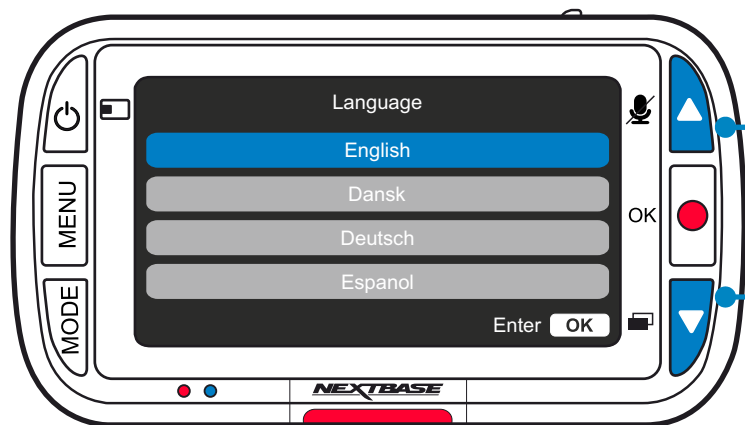 Language
English
Dansk
Deutsch
Espanol
Enter OK
MENU
MODE
OK
NEXTBASE